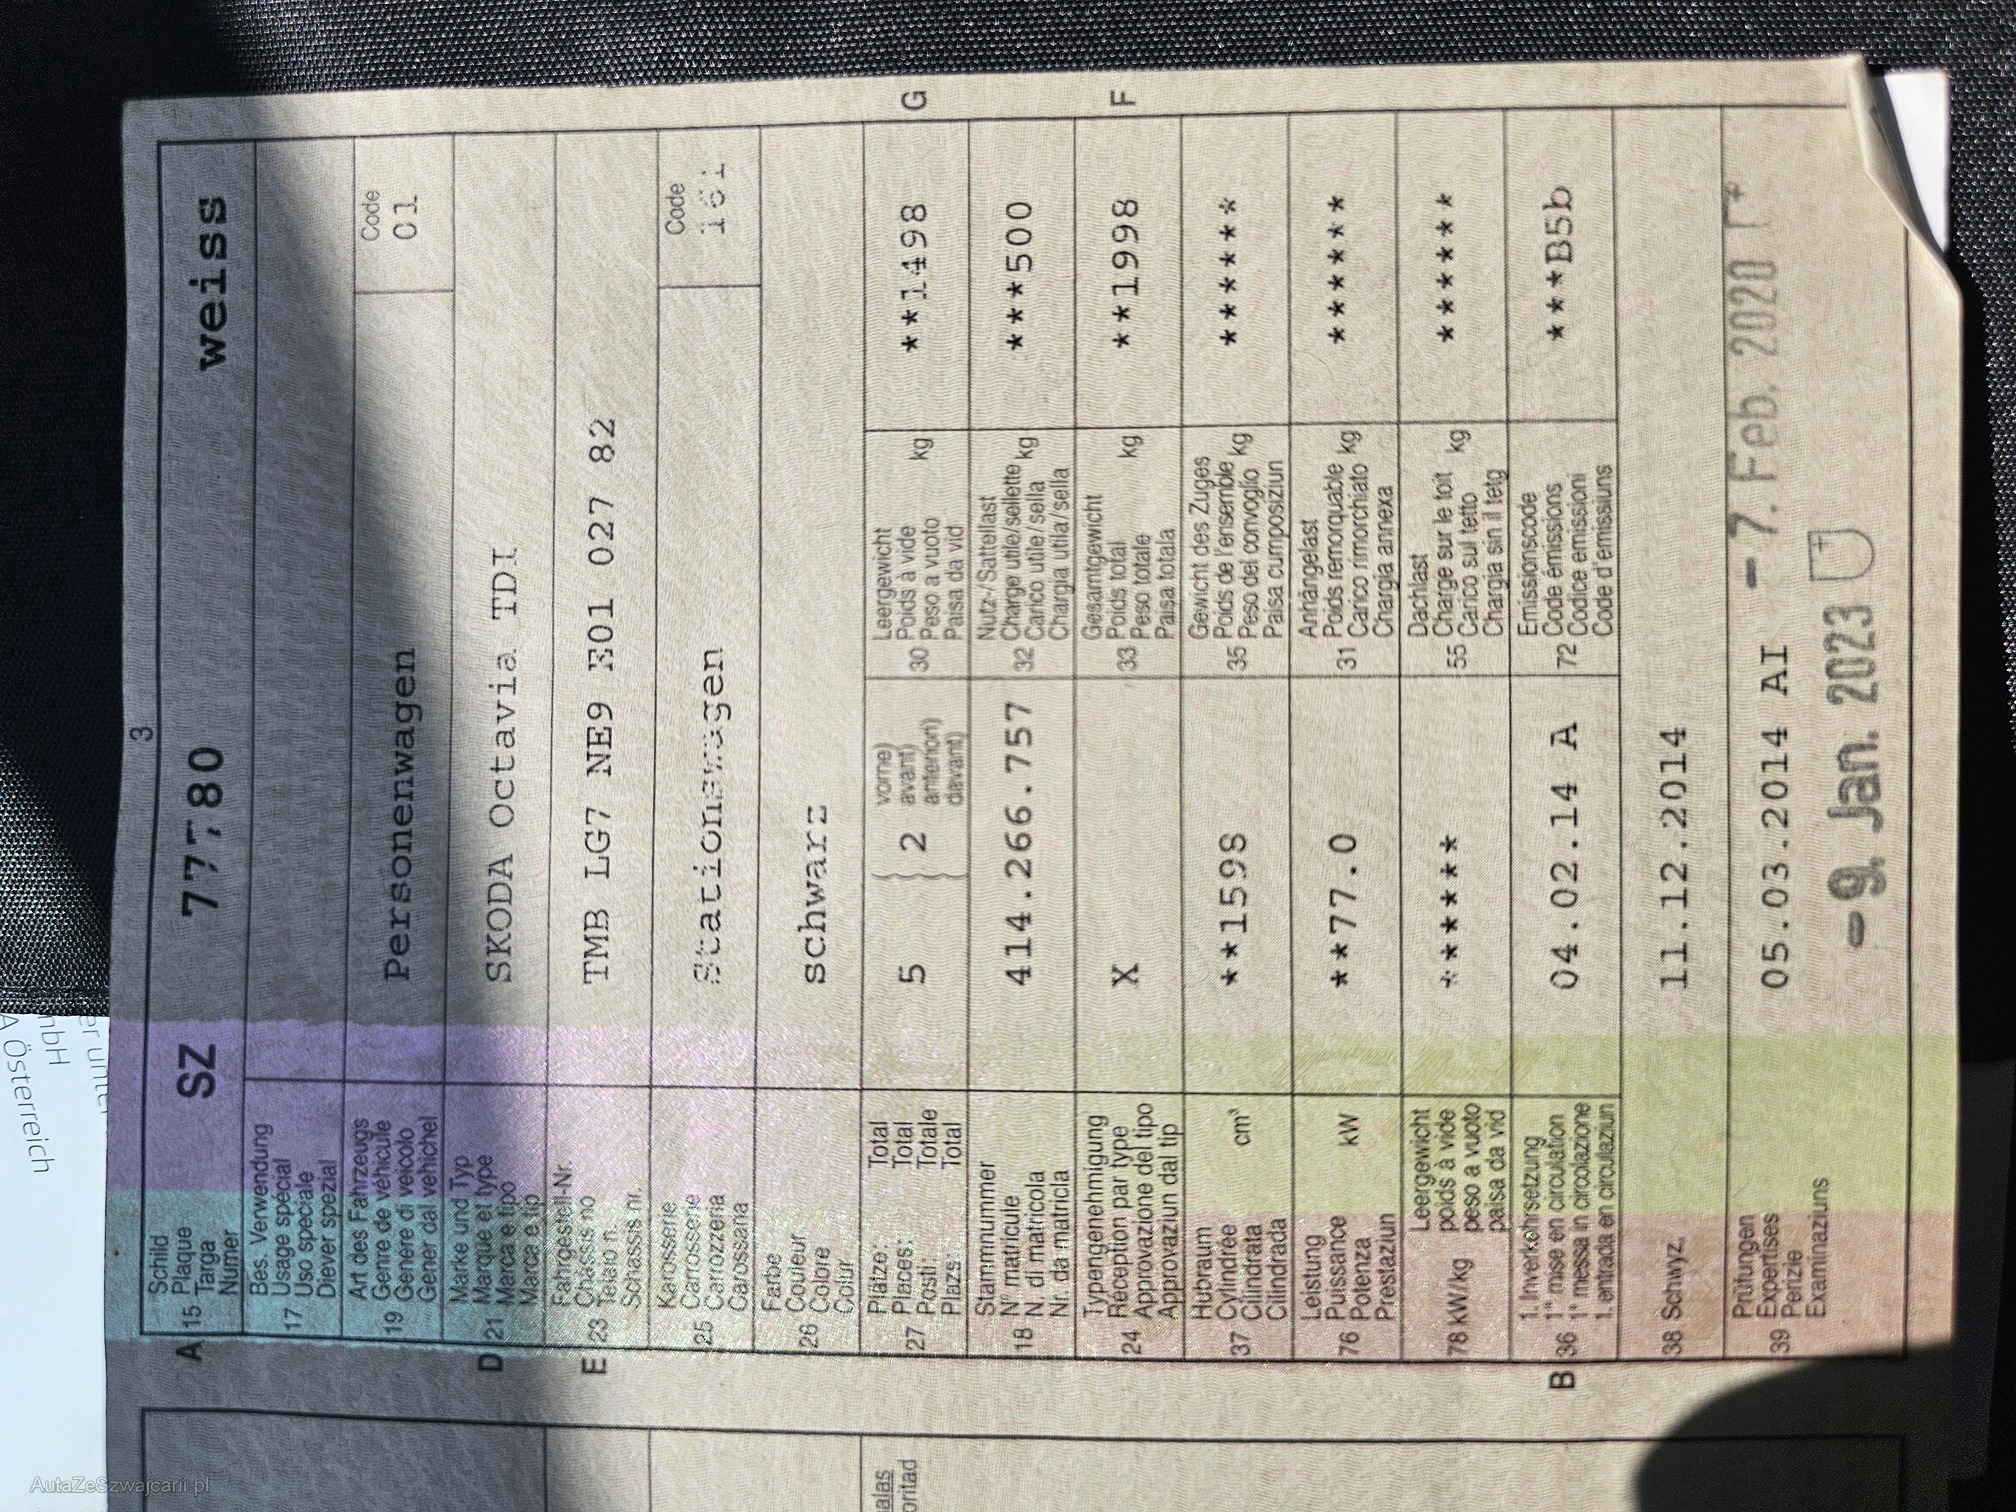 3
A 15 Schild
Plaque
Targa
Numer
SZ 77780 weiss
17 Bes. Verwendung
Usage spécial
Uso speciale
Diever spezial
19 Art des Fahrzeugs
Genre de véhicule
Genere di veicolo
Gener dal vehichel
Personenwagen
Code
01
D 21 Marke und Typ
Marque et type
Marca e tipo
Marca e tip
SKODA Octavia TDI
E 23 Fahrgestell-Nr.
Châssis no
Telaio n.
Schassis nr.
TMB LG7 NE9 E01 027 82
25 Karosserie
Carrosserie
Carrozzeria
Carossaria
Stationswagen
Code
26 Farbe
Couleur
Colore
Colur
schwarz
27 Plätze: Total
Places: Total
Posti: Totale
Plazs: Total
5 2 vorne)
avant)
anteriori)
davant)
30 Leergewicht
Poids à vide
Peso a vuoto
Paisa da vid
kg
**1498 G
18 Stammnummer
N° matricule
N. di matricola
Nr. da matricla
414.266.757
32 Nutz-/Sattellast
Charge utile/sellette
Carico utile/sella
Chargia utila/sella
kg
***500
24 Typengenehmigung
Réception par type
Approvazione del tipo
Approvaziun dal tip
X
33 Gesamtgewicht
Poids total
Peso totale
Paisa totala
kg
**1998 F
37 Hubraum
Cylindrée
Cilindrata
Cilindrada
cm³
**1598
35 Gewicht des Zuges
Poids de l'ensemble
Peso del convoglio
Paisa cumposiziun
kg
******
76 Leistung
Puissance
Potenza
Prestaziun
kW
**77.0
31 Anhängelast
Poids remorquable
Carico rimorchiato
Chargia annexa
kg
******
78 kW/kg Leergewicht
poids à vide
peso a vuoto
paisa da vid
******
55 Dachlast
Charge sur le toit
Carico sul tetto
Chargia sin il tetg
kg
******
B 36 1. Inverkehrsetzung
1re mise en circulation
1a messa in circolazione
1. entrada en circulaziun
04.02.14 A
72 Emissionscode
Code émissions
Codice emissioni
Code d'emissiuns
***B5b
38 Schwyz,
11.12.2014
39 Prüfungen
Expertises
Perizie
Examinaziuns
05.03.2014 AI
- 7. Feb. 2020
- 9. Jan. 2023
alas
oritad
Österreich
AutaZeSzwajcarii.pl